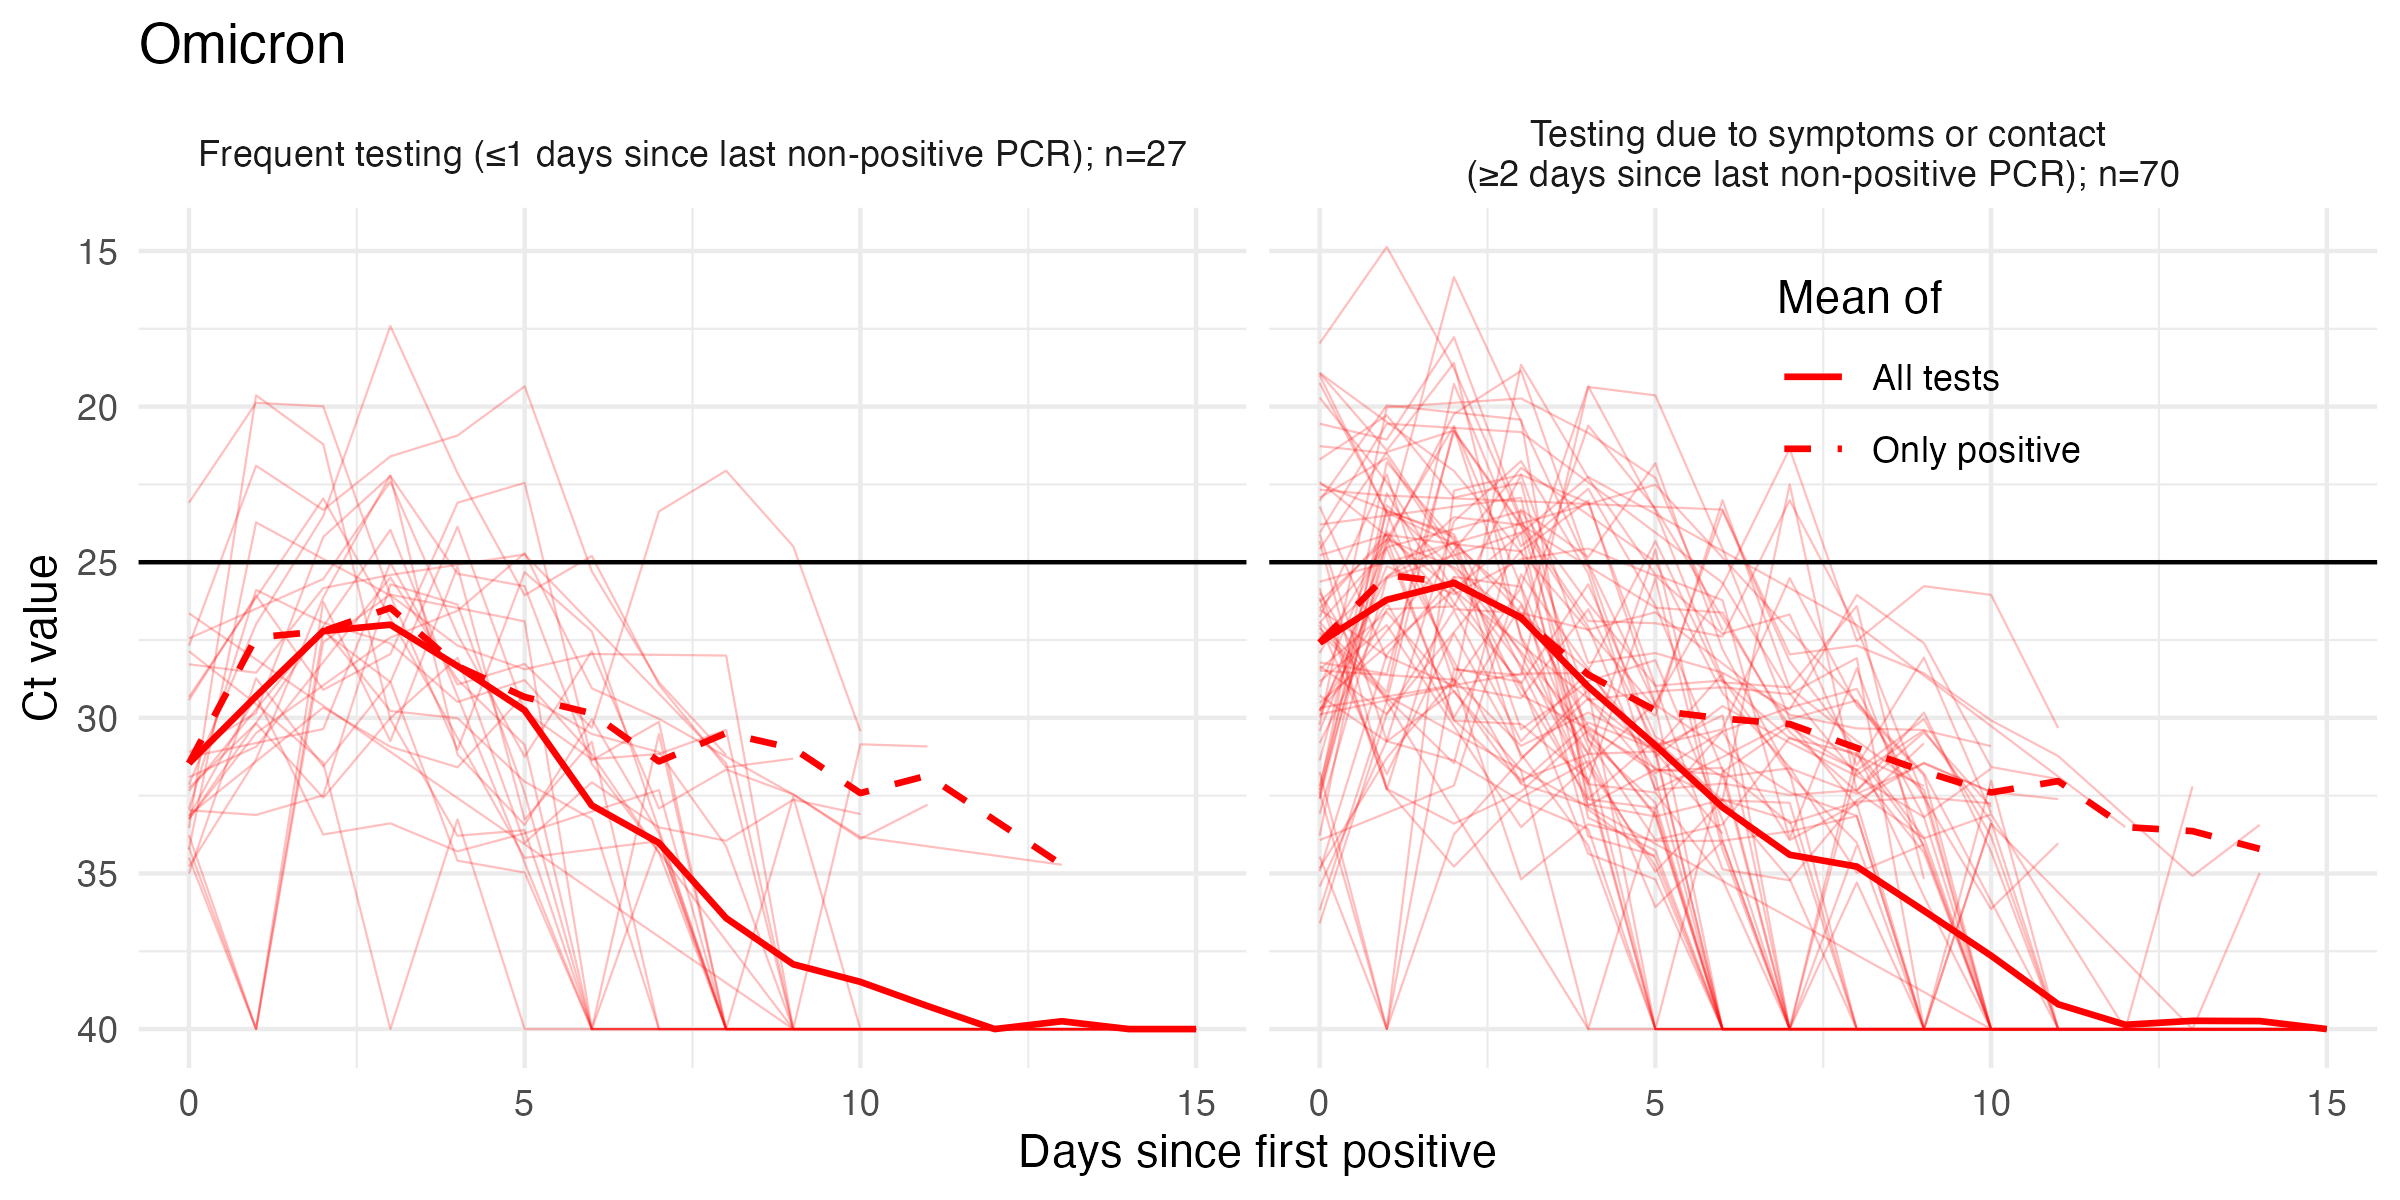 Omicron
Frequent testing (≤1 days since last non-positive PCR); n=27
Testing due to symptoms or contact
(≥2 days since last non-positive PCR); n=70
Mean of
All tests
Only positive
Ct value
15
20
25
30
35
40
0
5
10
15
0
5
10
15
Days since first positive